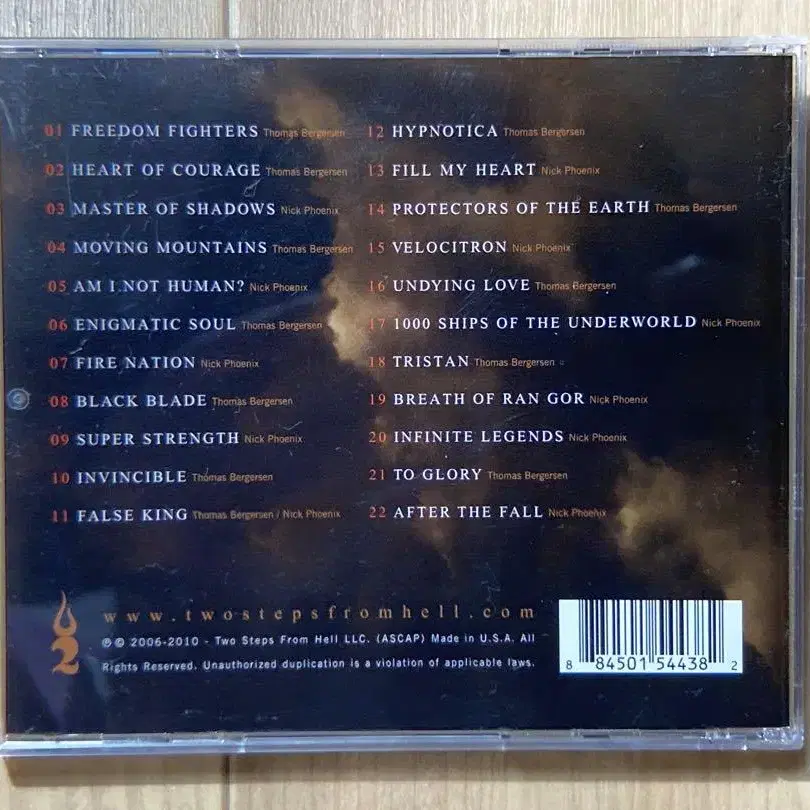 01 FREEDOM FIGHTERS Thomas Bergersen
02 HEART OF COURAGE Thomas Bergersen
03 MASTER OF SHADOWS Nick Phoenix
04 MOVING MOUNTAINS Thomas Bergersen
05 AM I NOT HUMAN? Nick Phoenix
06 ENIGMATIC SOUL Thomas Bergersen
07 FIRE NATION Nick Phoenix
08 BLACK BLADE Thomas Bergersen
09 SUPER STRENGTH Nick Phoenix
10 INVINCIBLE Thomas Bergersen
11 FALSE KING Thomas Bergersen / Nick Phoenix
12 HYPNOTICA Thomas Bergersen
13 FILL MY HEART Nick Phoenix
14 PROTECTORS OF THE EARTH Thomas Bergersen
15 VELOCITRON Nick Phoenix
16 UNDYING LOVE Thomas Bergersen
17 1000 SHIPS OF THE UNDERWORLD Nick Phoenix
18 TRISTAN Thomas Bergersen
19 BREATH OF RAN GOR Nick Phoenix
20 INFINITE LEGENDS Nick Phoenix
21 TO GLORY Thomas Bergersen
22 AFTER THE FALL Nick Phoenix
2
www.twostepsfromhell.com
℗ © 2006-2010 - Two Steps From Hell LLC. (ASCAP) Made in U.S.A. All
Rights Reserved. Unauthorized duplication is a violation of applicable laws.
8 84501 54438 2